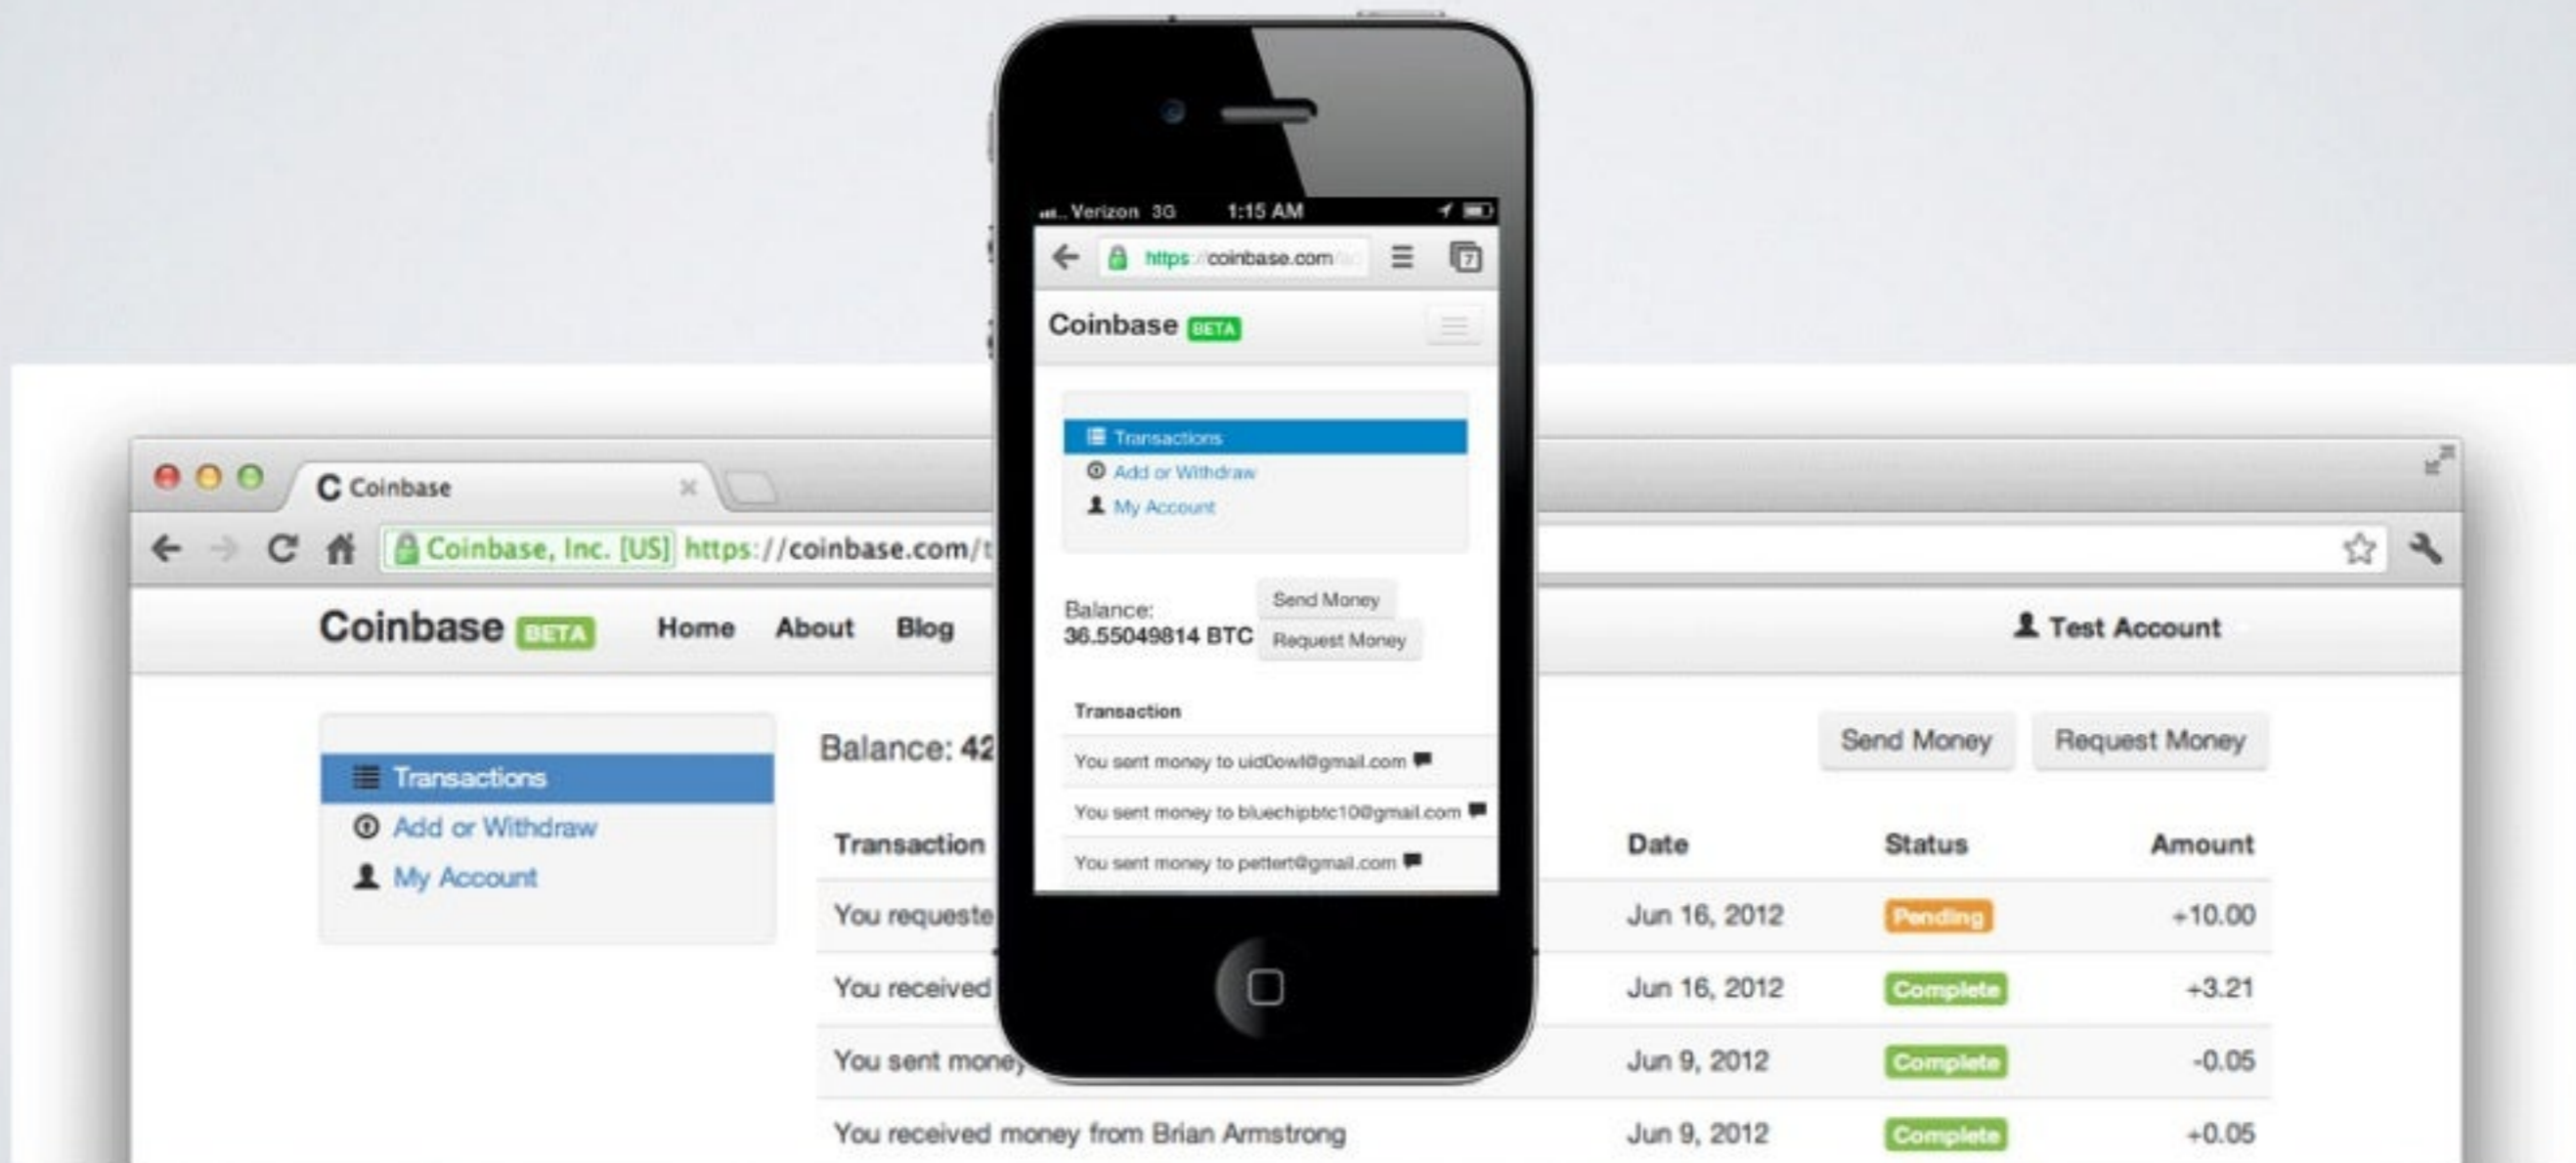 Verizon 3G 1:15 AM
https://coinbase.com/
7
Coinbase BETA
Transactions
Add or Withdraw
My Account
Balance:
36.55049814 BTC
Send Money
Request Money
Transaction
You sent money to uid0owl@gmail.com
You sent money to bluechipbtc10@gmail.com
You sent money to pettert@gmail.com
C Coinbase
Coinbase, Inc. [US] https://coinbase.com/t
Coinbase BETA Home About Blog Test Account
Transactions
Add or Withdraw
My Account
Balance: 42 Send Money Request Money
Transaction Date Status Amount
You requeste Jun 16, 2012 Pending +10.00
You received Jun 16, 2012 Complete +3.21
You sent money Jun 9, 2012 Complete -0.05
You received money from Brian Armstrong Jun 9, 2012 Complete +0.05